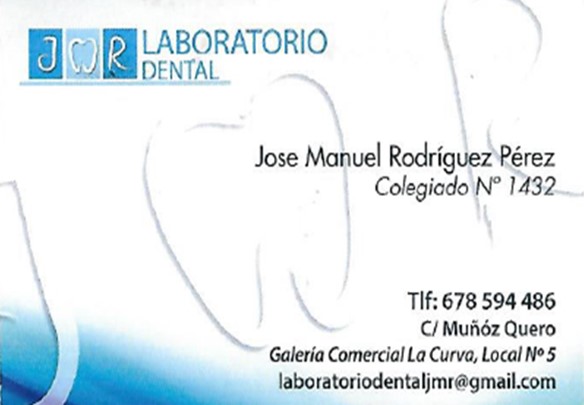 J R LABORATORIO
DENTAL
Jose Manuel Rodríguez Pérez
Colegiado Nº 1432
Tlf: 678 594 486
C/ Muñóz Quero
Galería Comercial La Curva, Local Nº 5
laboratoriodentaljmr@gmail.com